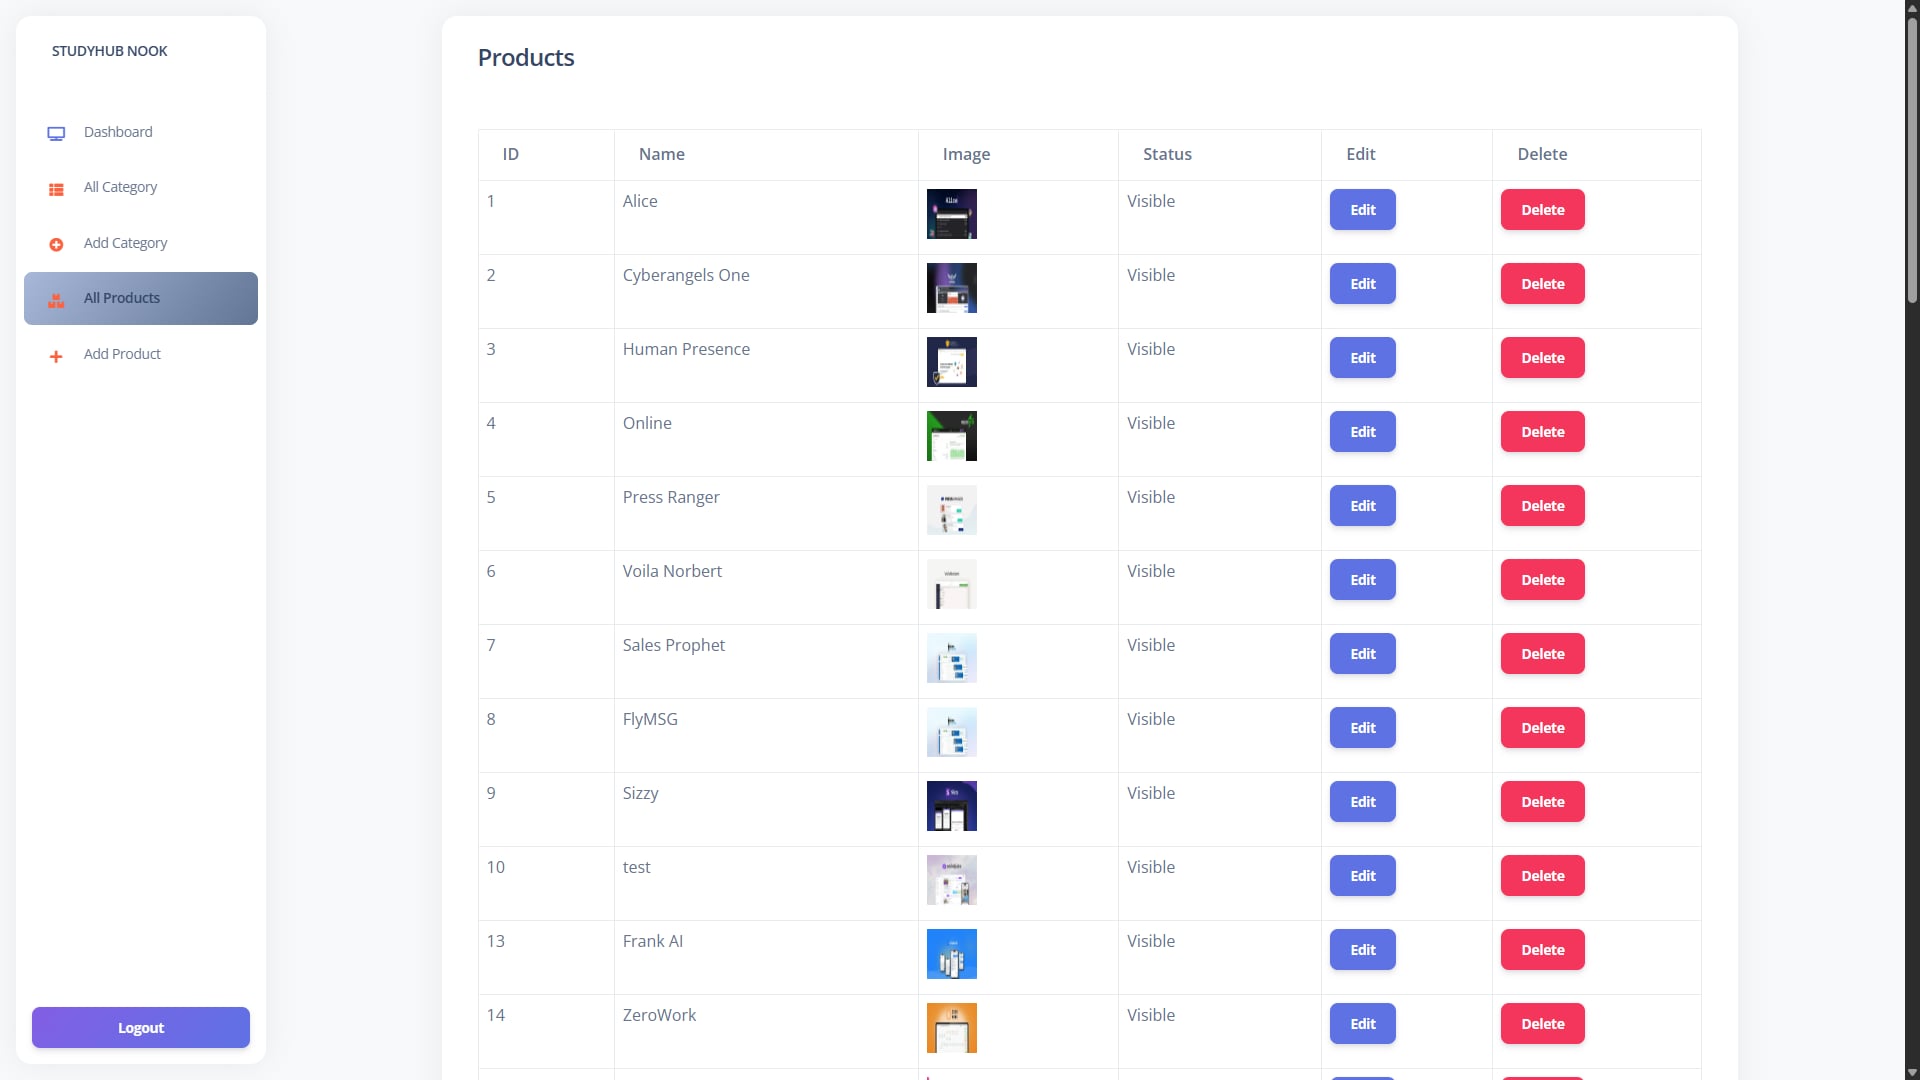 STUDYHUB NOOK
Dashboard
All Category
Add Category
All Products
Add Product
Logout
Products
ID Name Image Status Edit Delete
1 Alice Visible Edit Delete
2 Cyberangels One Visible Edit Delete
3 Human Presence Visible Edit Delete
4 Online Visible Edit Delete
5 Press Ranger Visible Edit Delete
6 Voila Norbert Visible Edit Delete
7 Sales Prophet Visible Edit Delete
8 FlyMSG Visible Edit Delete
9 Sizzy Visible Edit Delete
10 test Visible Edit Delete
13 Frank AI Visible Edit Delete
14 ZeroWork Visible Edit Delete